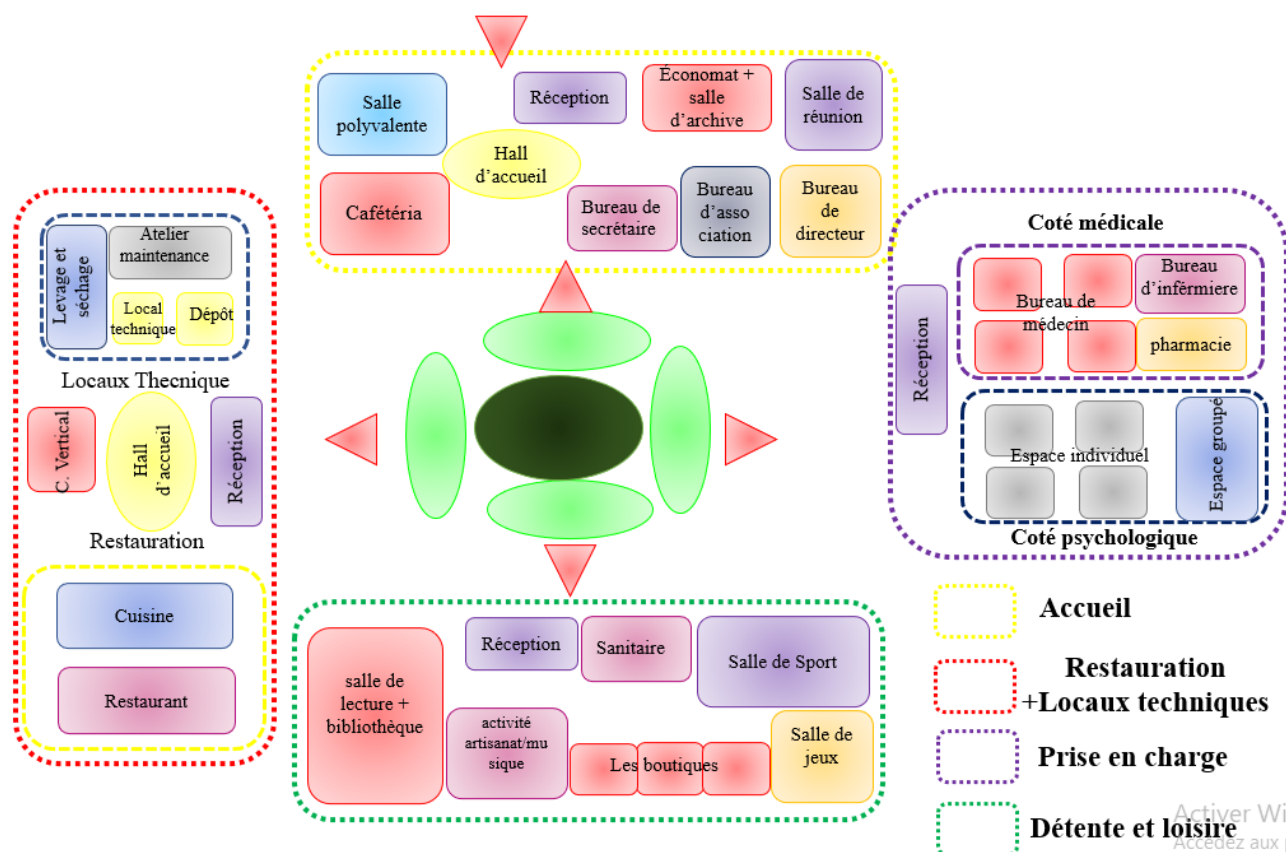 Salle
polyvalente
Réception
Économat +
salle
d’archive
Salle de
réunion
Hall
d’accueil
Cafétéria
Bureau de
secrétaire
Bureau
d’asso
ciation
Bureau
de
directeur
Levage et
séchage
Atelier
maintenance
Local
technique
Dépôt
Locaux Thecnique
C. Vertical
Hall
d’accueil
Réception
Restauration
Cuisine
Restaurant
Coté médicale
Réception
Bureau de
médecin
Bureau
d’inférmiere
pharmacie
Espace individuel
Espace groupé
Coté psychologique
salle de
lecture +
bibliothèque
Réception
Sanitaire
Salle de Sport
activité
artisanat/mu
sique
Les boutiques
Salle de
jeux
Accueil
Restauration
+Locaux techniques
Prise en charge
Détente et loisire
Activer Wi
Accédez aux